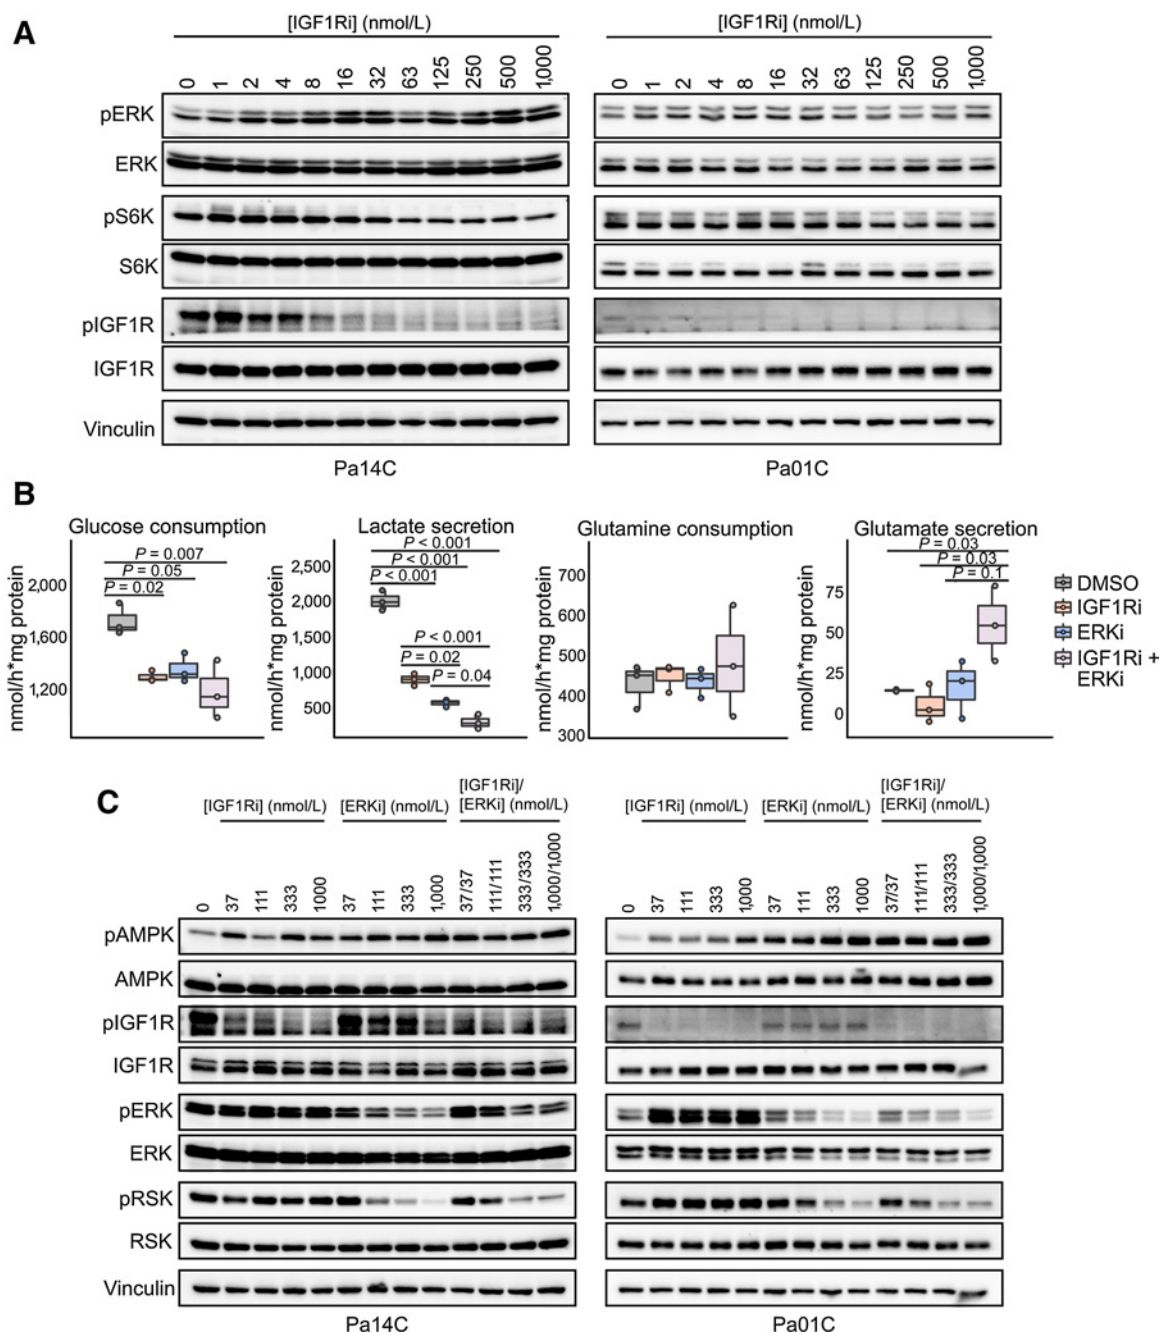 A
[IGF1Ri] (nmol/L)
[IGF1Ri] (nmol/L)
0 1 2 4 8 16 32 63 125 250 500 1,000
0 1 2 4 8 16 32 63 125 250 500 1,000
pERK
ERK
pS6K
S6K
pIGF1R
IGF1R
Vinculin
Pa14C
Pa01C
B
Glucose consumption
nmol/h*mg protein
2,000
1,600
1,200
P = 0.007
P = 0.05
P = 0.02
Lactate secretion
nmol/h*mg protein
2,500
2,000
1,500
1,000
500
P < 0.001
P < 0.001
P < 0.001
P < 0.001
P = 0.02
P = 0.04
Glutamine consumption
nmol/h*mg protein
700
600
500
400
300
Glutamate secretion
nmol/h*mg protein
75
50
25
0
P = 0.03
P = 0.03
P = 0.1
DMSO
IGF1Ri
ERKi
IGF1Ri +
ERKi
C
[IGF1Ri] (nmol/L)
[ERKi] (nmol/L)
[IGF1Ri]/
[ERKi] (nmol/L)
[IGF1Ri] (nmol/L)
[ERKi] (nmol/L)
[IGF1Ri]/
[ERKi] (nmol/L)
0 37 111 333 1000 37 111 333 1,000 37/37 111/111 333/333 1,000/1,000
0 37 111 333 1,000 37 111 333 1000 37/37 111/111 333/333 1,000/1,000
pAMPK
AMPK
pIGF1R
IGF1R
pERK
ERK
pRSK
RSK
Vinculin
Pa14C
Pa01C